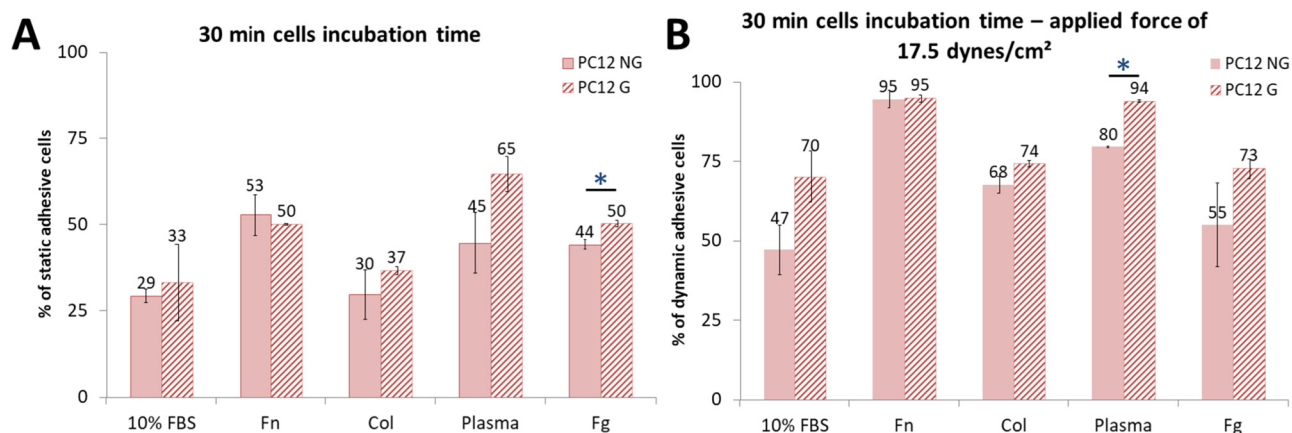 A
30 min cells incubation time
PC12 NG
PC12 G
% of static adhesive cells
100
75
50
25
0
29
33
53
50
30
37
45
65
44
*
50
10% FBS
Fn
Col
Plasma
Fg
B
30 min cells incubation time – applied force of
17.5 dynes/cm²
PC12 NG
PC12 G
% of dynamic adhesive cells
100
75
50
25
0
47
70
95
95
68
74
80
*
94
55
73
10% FBS
Fn
Col
Plasma
Fg